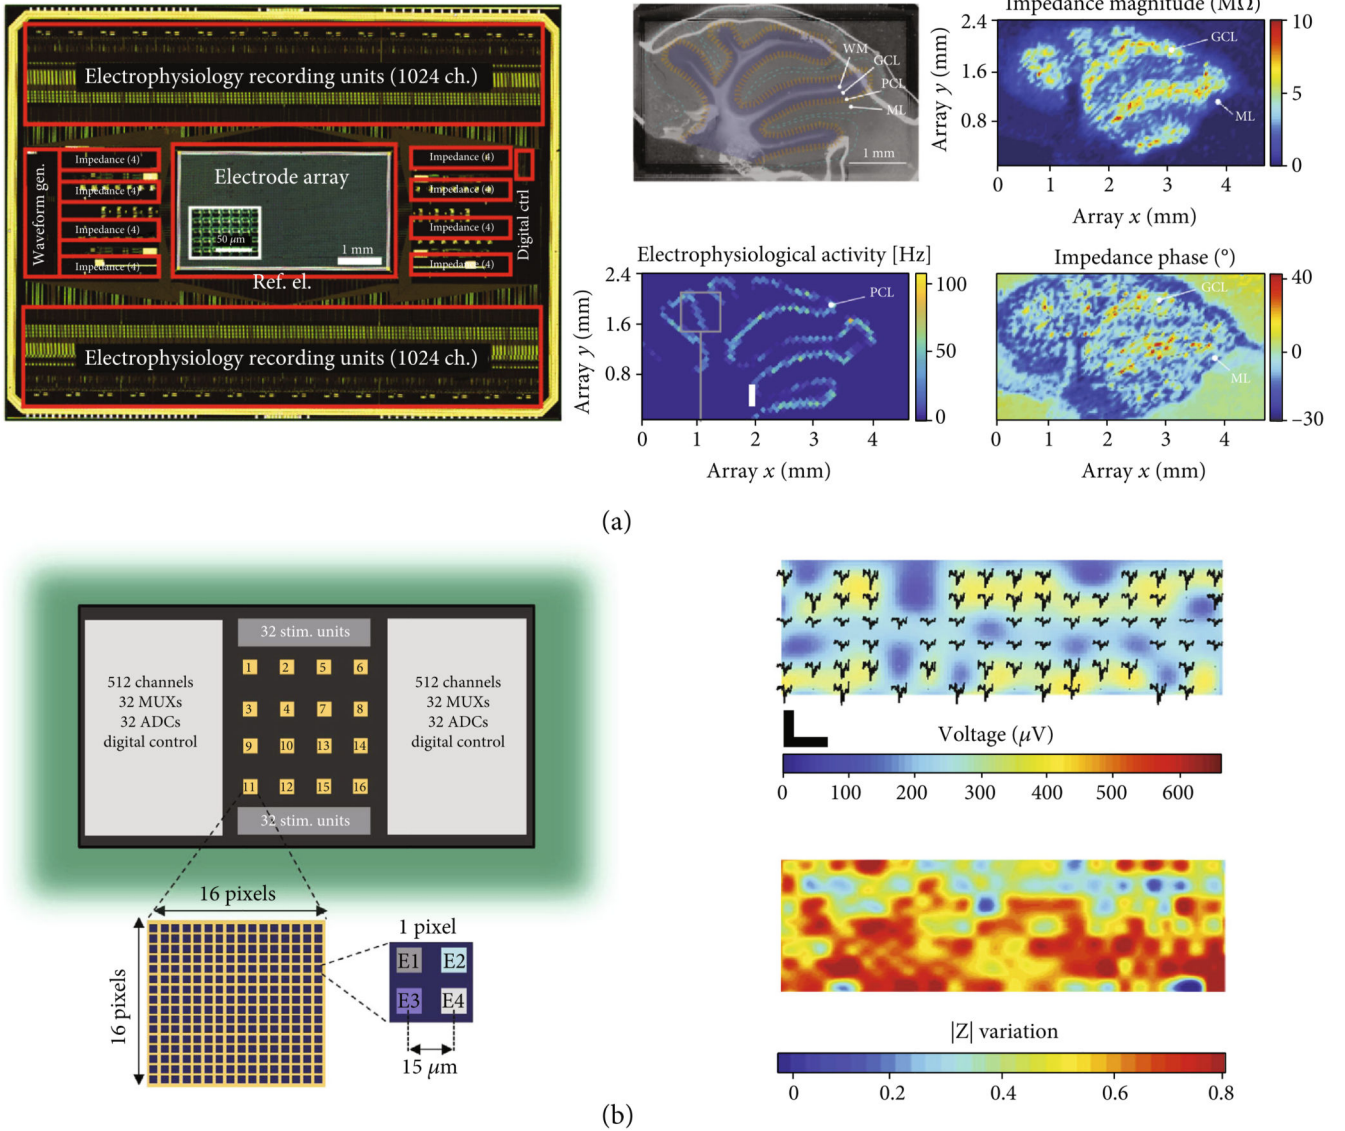 Electrophysiology recording units (1024 ch.)
Waveform gen.
Impedance (4)
Impedance (4)
Impedance (4)
Impedance (4)
Electrode array
50 µm
1 mm
Ref. el.
Impedance (4)
Impedance (4)
Impedance (4)
Impedance (4)
Digital ctrl
Electrophysiology recording units (1024 ch.)
WM
GCL
PCL
ML
1 mm
Impedance magnitude (MΩ)
Array y (mm)
2.4
1.6
0.8
GCL
ML
10
5
0
0 1 2 3 4
Array x (mm)
Electrophysiological activity [Hz]
Array y (mm)
2.4
1.6
0.8
PCL
100
50
0
0 1 2 3 4
Array x (mm)
Impedance phase (°)
GCL
ML
40
0
–30
0 1 2 3 4
Array x (mm)
(a)
512 channels
32 MUXs
32 ADCs
digital control
32 stim. units
1 2 5 6
3 4 7 8
9 10 13 14
11 12 15 16
32 stim. units
512 channels
32 MUXs
32 ADCs
digital control
16 pixels
16 pixels
1 pixel
E1 E2
E3 E4
15 µm
Voltage (µV)
0 100 200 300 400 500 600
|Z| variation
0 0.2 0.4 0.6 0.8
(b)